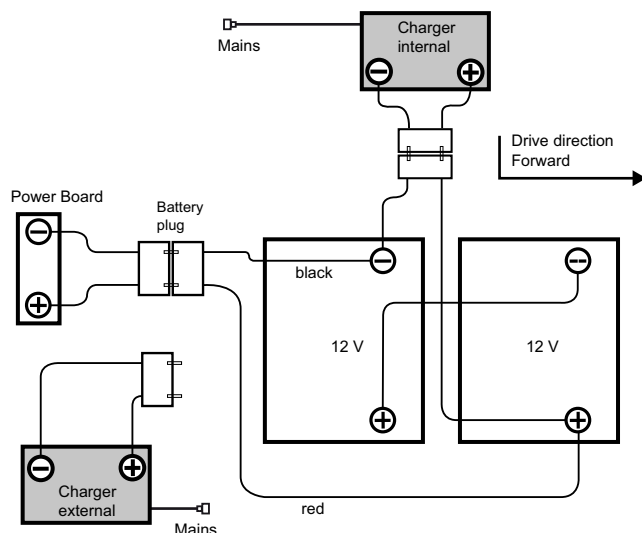 Charger
internal
Mains
Drive direction
Forward
Power Board
Battery
plug
black
12 V
12 V
Charger
external
red
Mains